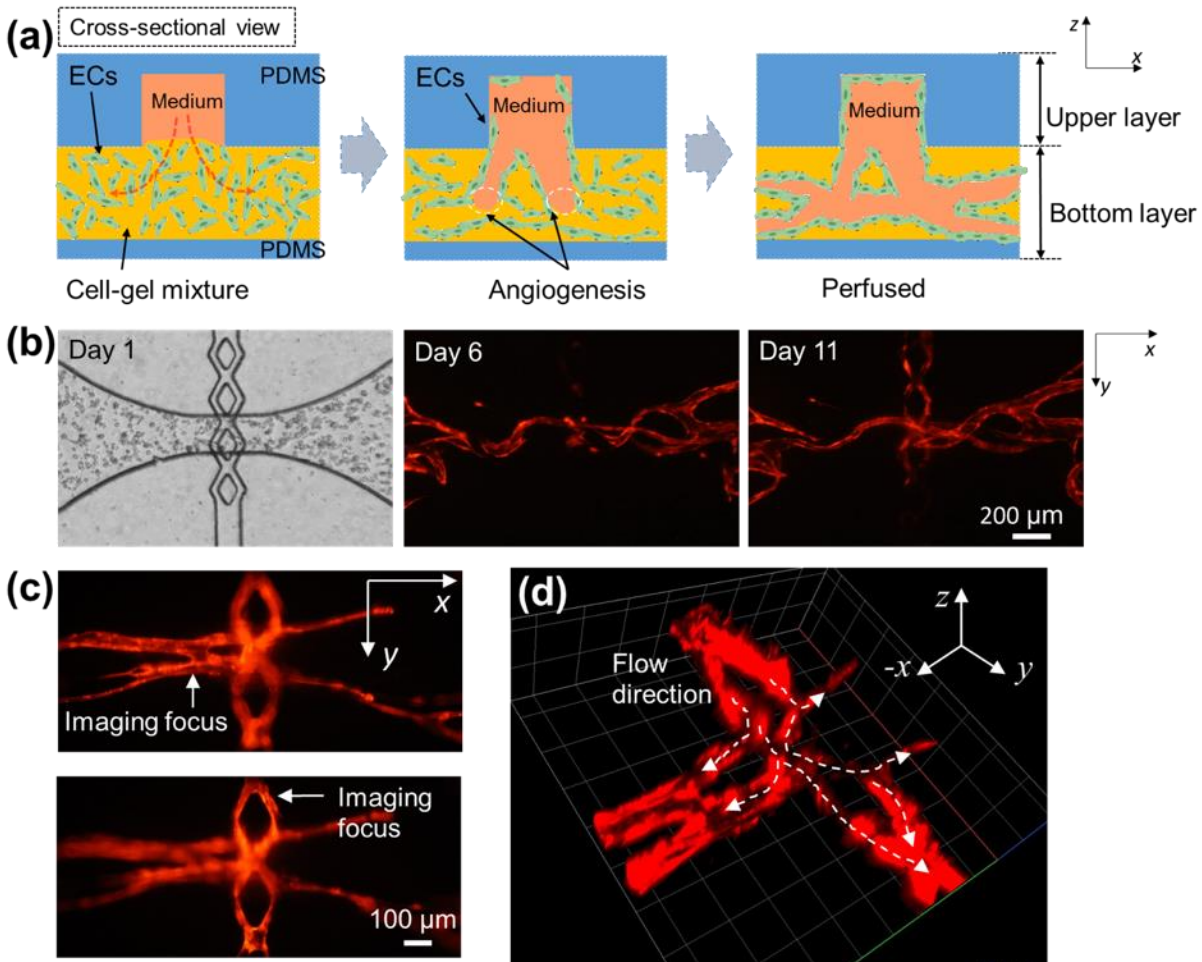 (a)
Cross-sectional view
ECs
PDMS
Medium
PDMS
Cell-gel mixture
ECs
Medium
Angiogenesis
Medium
Perfused
z
x
Upper layer
Bottom layer
(b)
Day 1
Day 6
Day 11
200 μm
x
y
(c)
x
y
Imaging focus
Imaging
focus
100 μm
(d)
Flow
direction
z
-x
y